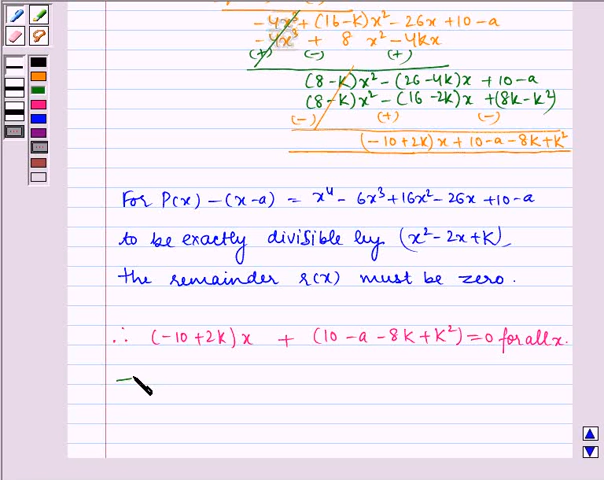 - 4x³ + (16-K)x² - 26x + 10 - a
- 4x³ + 8 x² - 4Kx
(+) (-) (+)
(8-K)x² - (26-4K)x + 10-a
(8-K)x² - (16-2K)x + (8K-K²)
(-) (+) (-)
(-10+2K)x + 10-a-8K+K²
For P(x) - (x-a) = x⁴ - 6x³ + 16x² - 26x + 10 - a
to be exactly divisible by (x² - 2x + K),
the remainder r(x) must be zero.
∴ (-10+2K)x + (10-a-8K+K²) = 0 for all x.